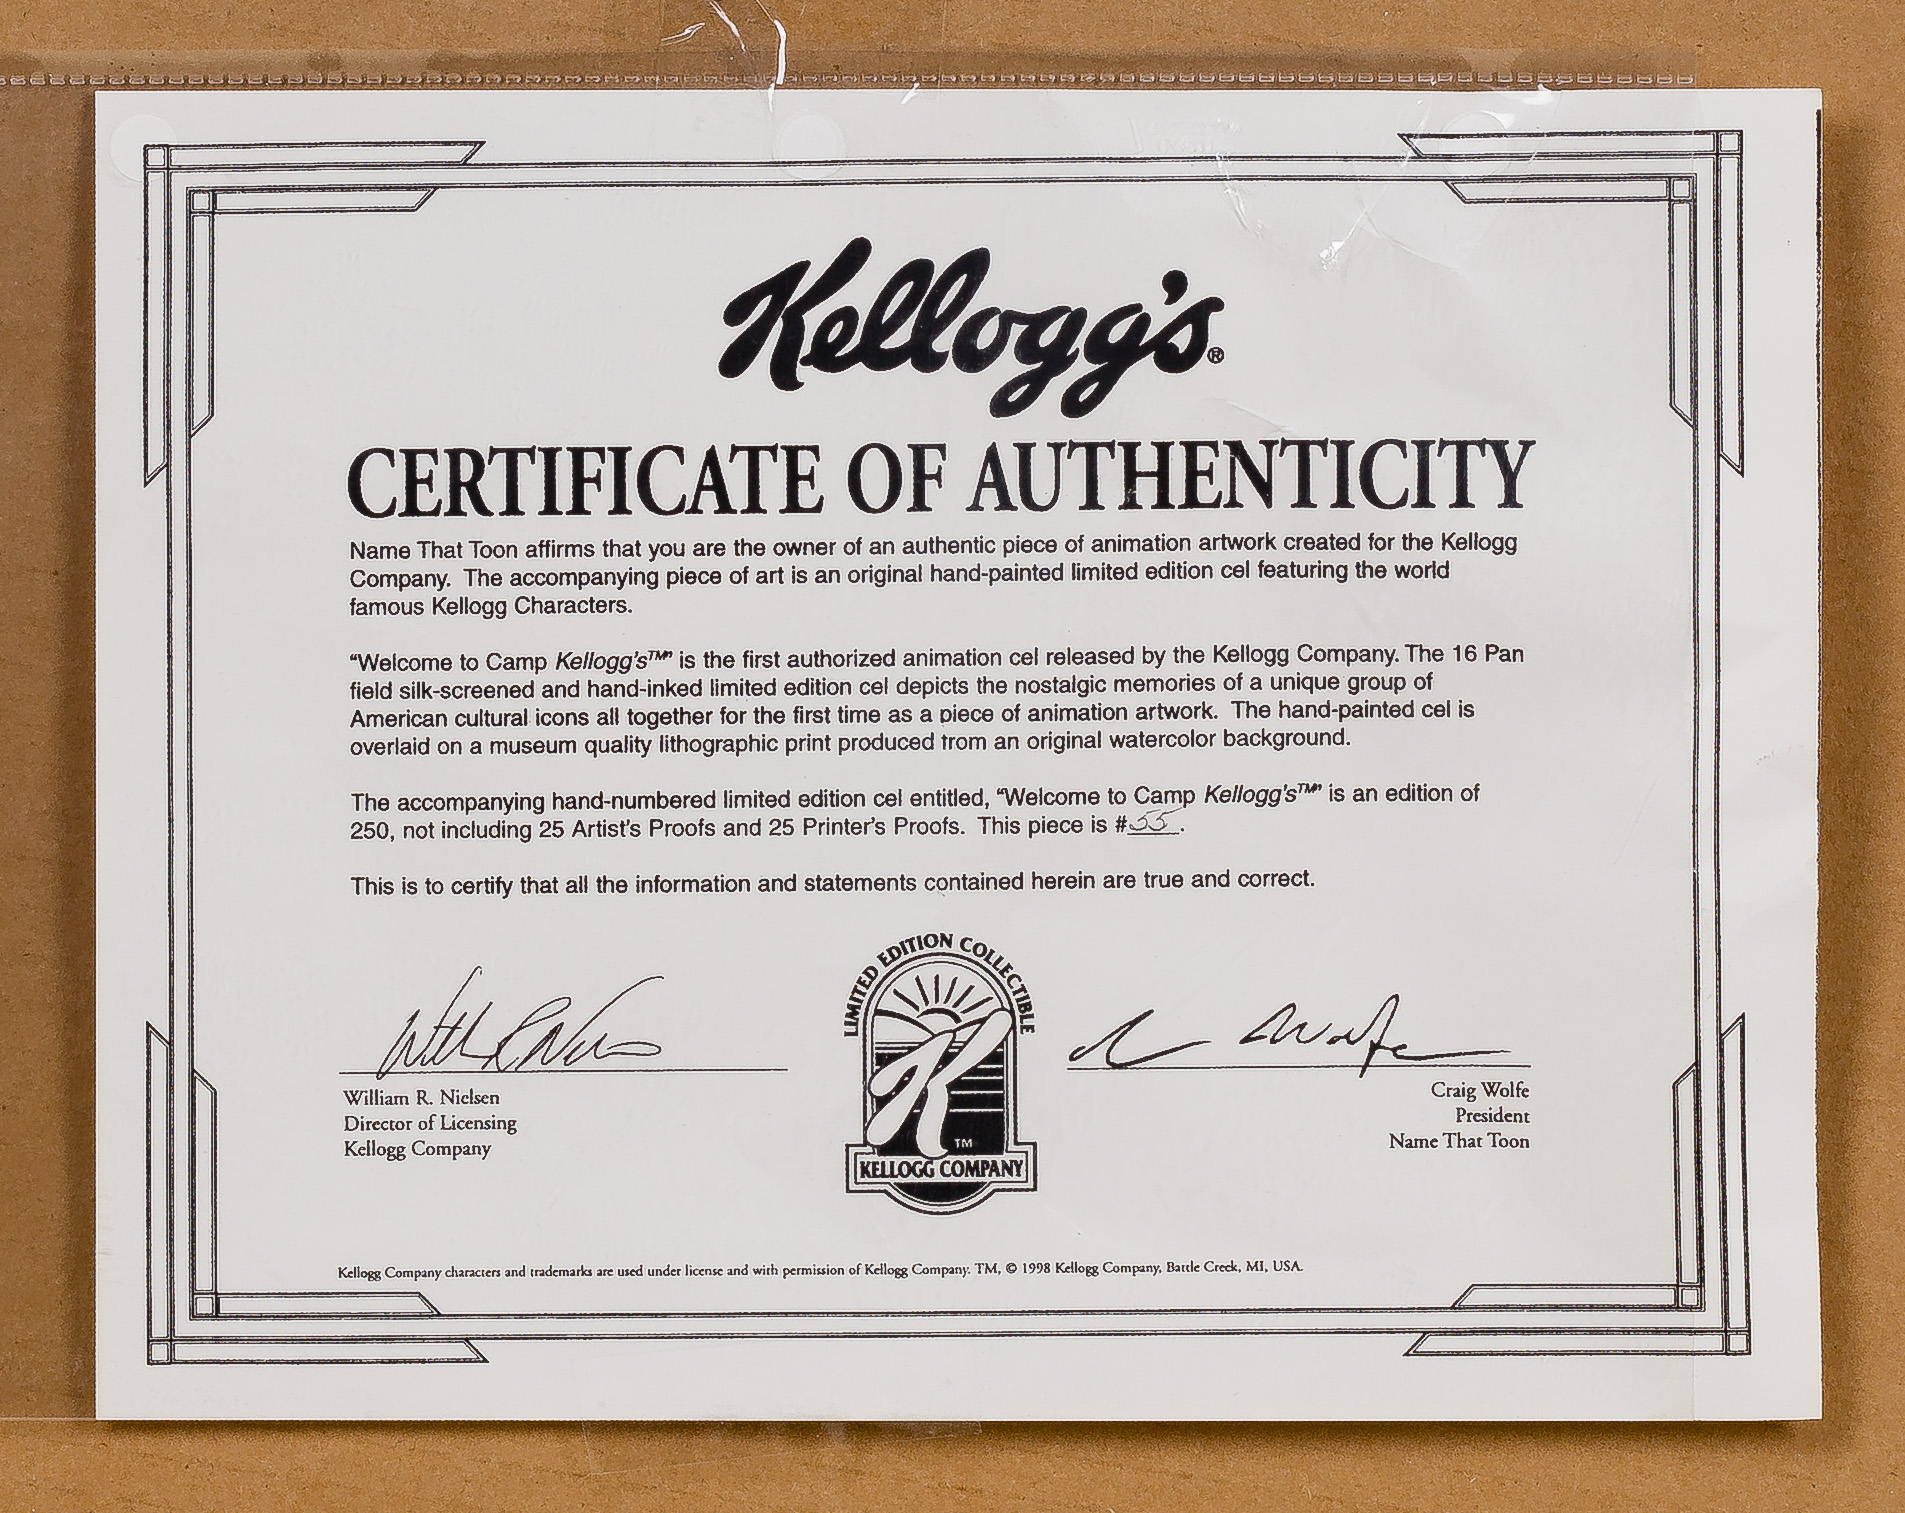 Kellogg's®
CERTIFICATE OF AUTHENTICITY
Name That Toon affirms that you are the owner of an authentic piece of animation artwork created for the Kellogg
Company. The accompanying piece of art is an original hand-painted limited edition cel featuring the world
famous Kellogg Characters.
"Welcome to Camp Kellogg's™" is the first authorized animation cel released by the Kellogg Company. The 16 Pan
field silk-screened and hand-inked limited edition cel depicts the nostalgic memories of a unique group of
American cultural icons all together for the first time as a piece of animation artwork. The hand-painted cel is
overlaid on a museum quality lithographic print produced from an original watercolor background.
The accompanying hand-numbered limited edition cel entitled, "Welcome to Camp Kellogg's™" is an edition of
250, not including 25 Artist's Proofs and 25 Printer's Proofs. This piece is #55.
This is to certify that all the information and statements contained herein are true and correct.
William R. Nielsen
Director of Licensing
Kellogg Company
LIMITED EDITION COLLECTIBLE
K
TM
KELLOGG COMPANY
Craig Wolfe
President
Name That Toon
Kellogg Company characters and trademarks are used under license and with permission of Kellogg Company. TM, © 1998 Kellogg Company, Battle Creek, MI, USA.